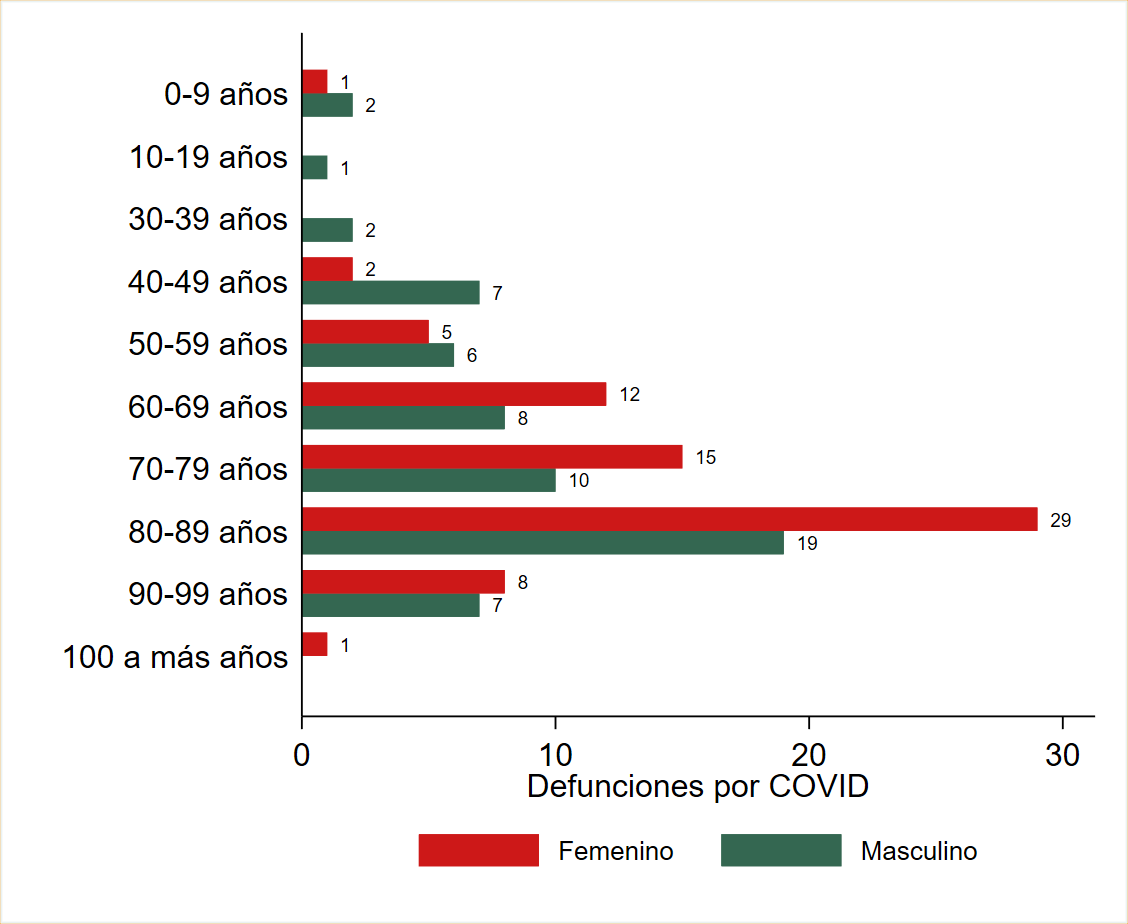 0-9 años
1
2
10-19 años
1
30-39 años
2
40-49 años
2
7
50-59 años
5
6
60-69 años
12
8
70-79 años
15
10
80-89 años
29
19
90-99 años
8
7
100 a más años
1
0 10 20 30
Defunciones por COVID
Femenino Masculino